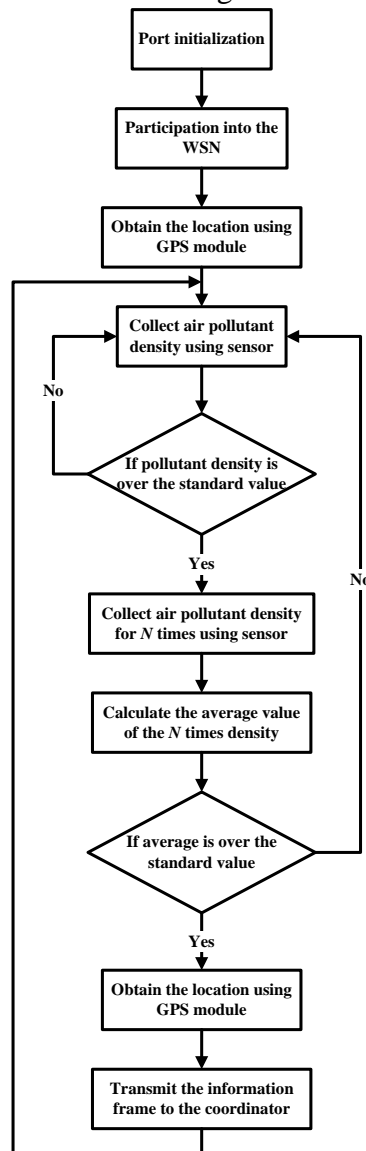 Port initialization
Participation into the
WSN
Obtain the location using
GPS module
Collect air pollutant
density using sensor
No
If pollutant density is
over the standard value
Yes
No
Collect air pollutant density
for N times using sensor
Calculate the average value
of the N times density
If average is over the
standard value
Yes
Obtain the location using
GPS module
Transmit the information
frame to the coordinator